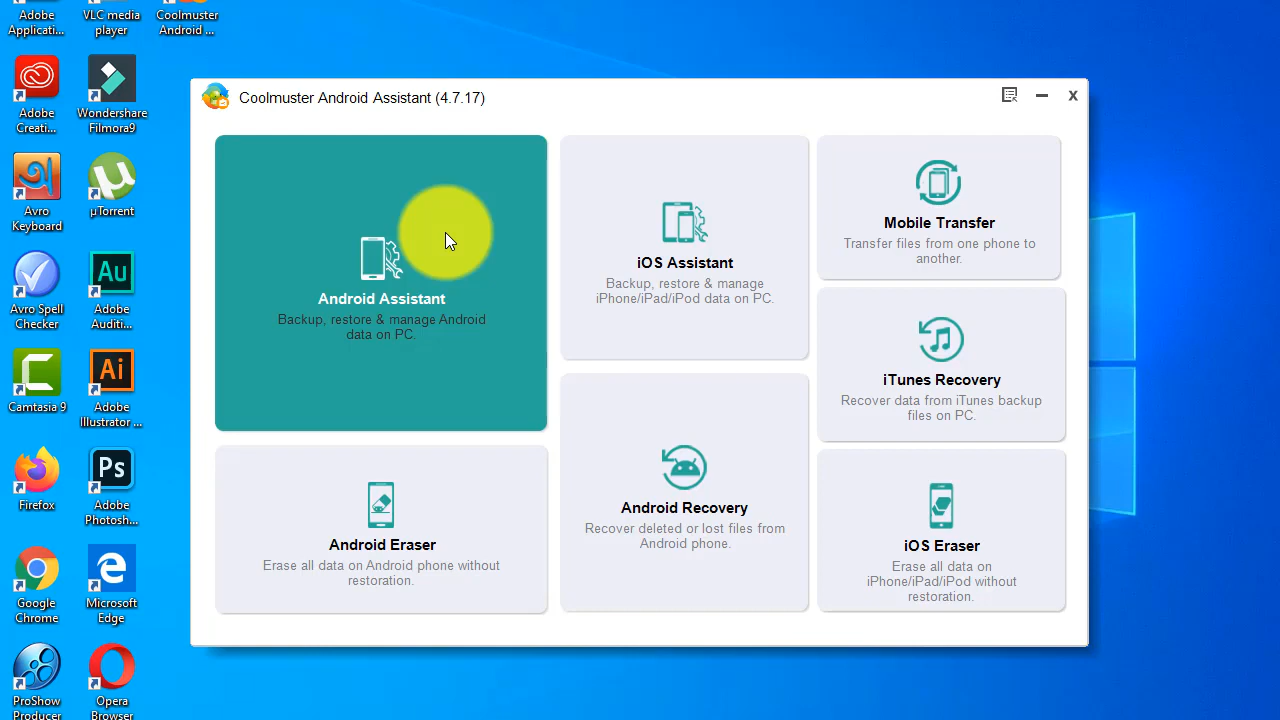 Adobe
Applicati...
VLC media
player
Coolmuster
Android ...
Adobe
Creati...
Wondershare
Filmora9
Avro
Keyboard
µTorrent
Avro Spell
Checker
Au
Adobe
Auditi...
Camtasia 9
Ai
Adobe
Illustrator ...
Firefox
Ps
Adobe
Photosh...
Google
Chrome
Microsoft
Edge
ProShow
Producer
Opera
Browser
Coolmuster Android Assistant (4.7.17)
Android Assistant
Backup, restore & manage Android
data on PC.
iOS Assistant
Backup, restore & manage
iPhone/iPad/iPod data on PC.
Mobile Transfer
Transfer files from one phone to
another.
iTunes Recovery
Recover data from iTunes backup
files on PC.
Android Eraser
Erase all data on Android phone without
restoration.
Android Recovery
Recover deleted or lost files from
Android phone.
iOS Eraser
Erase all data on
iPhone/iPad/iPod without
restoration.